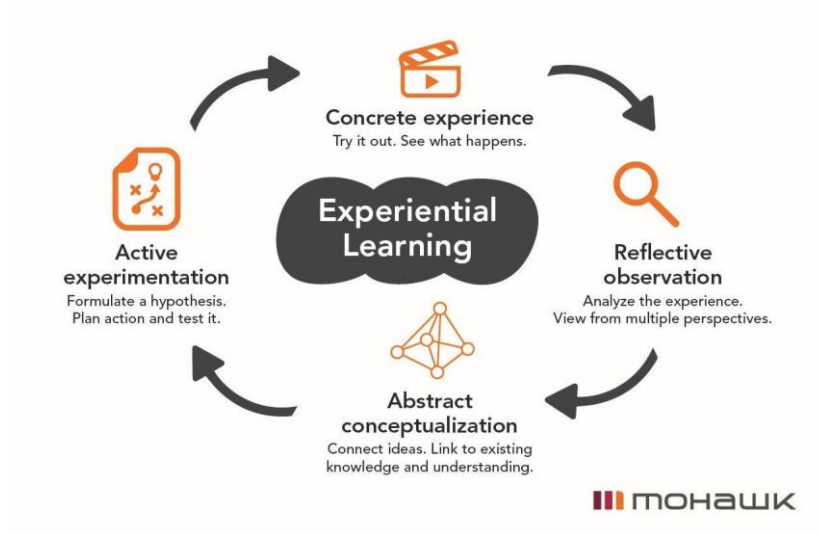 Concrete experience
Try it out. See what happens.
Experiential
Learning
Reflective
observation
Analyze the experience.
View from multiple perspectives.
Abstract
conceptualization
Connect ideas. Link to existing
knowledge and understanding.
Active
experimentation
Formulate a hypothesis.
Plan action and test it.
mohawk